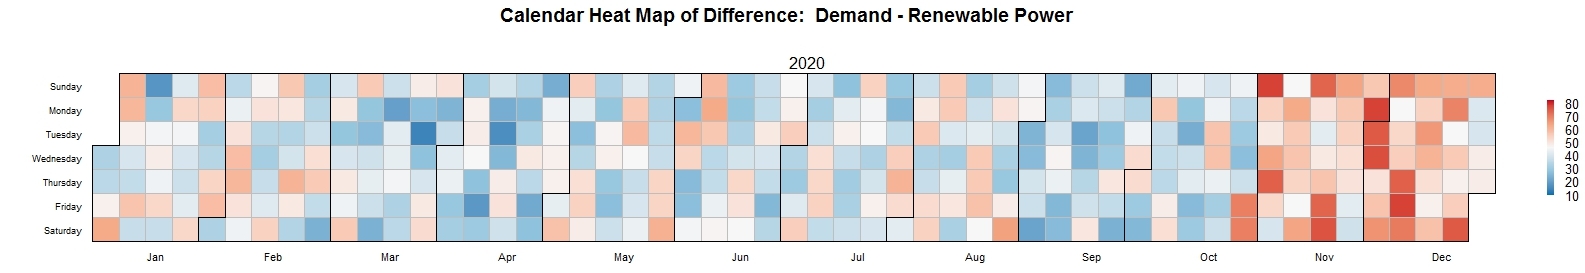 Calendar Heat Map of Difference:  Demand - Renewable Power
2020
Sunday
Monday
Tuesday
Wednesday
Thursday
Friday
Saturday
80
70
60
50
40
30
20
10
Jan Feb Mar Apr May Jun Jul Aug Sep Oct Nov Dec